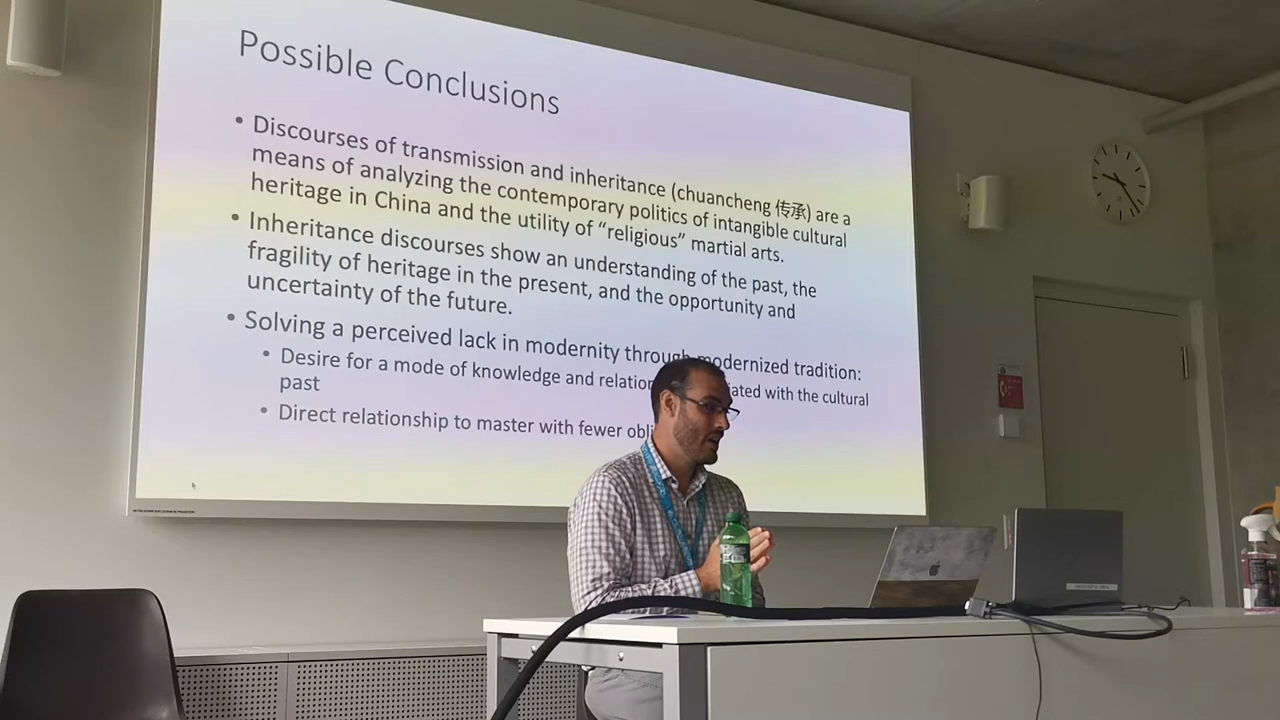 Possible Conclusions
• Discourses of transmission and inheritance (chuancheng 传承) are a
means of analyzing the contemporary politics of intangible cultural
heritage in China and the utility of “religious” martial arts.
• Inheritance discourses show an understanding of the past, the
fragility of heritage in the present, and the opportunity and
uncertainty of the future.
• Solving a perceived lack in modernity through modernized tradition:
• Desire for a mode of knowledge and with the cultural
past
• Direct relationship to master with fewer